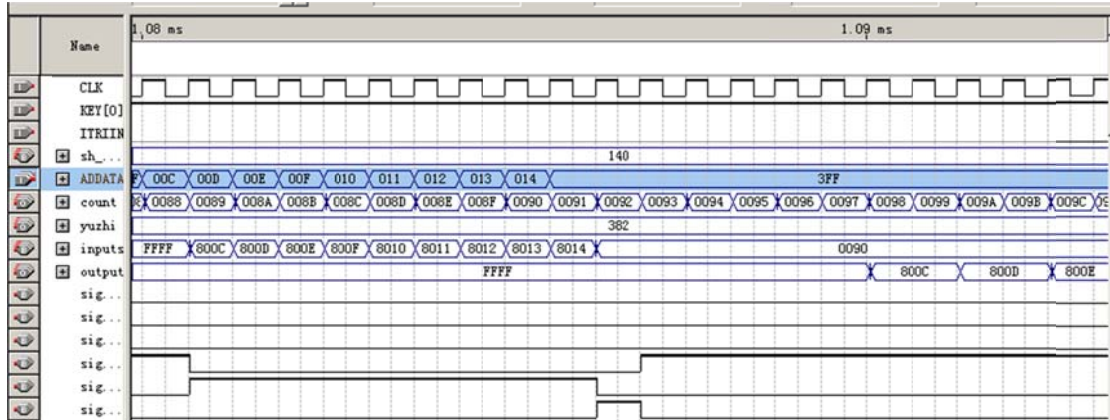 1.08 ms 1.09 ms
Name
CLK
KEY[0]
ITRIIN
sh_... 140
ADDATA F 00C 00D 00E 00F 010 011 012 013 014 3FF
count 0088 0089 008A 008B 008C 008D 008E 008F 0090 0091 0092 0093 0094 0095 0096 0097 0098 0099 009A 009B 009C
yuzhi 382
inputs FFFF 800C 800D 800E 800F 8010 8011 8012 8013 8014 0090
output FFFF 800C 800D 800E
sig...
sig...
sig...
sig...
sig...
sig...